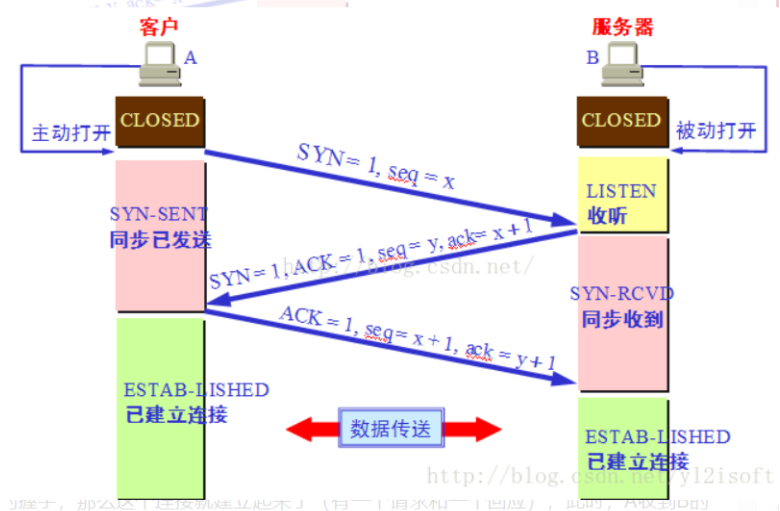 客户
服务器
A
B
CLOSED
CLOSED
主动打开
被动打开
SYN= 1, seq = x
LISTEN
收听
SYN-SENT
同步已发送
SYN= 1, ACK = 1, seq= y, ack= x+1
http://blog.csdn.net/
SYN-RCVD
同步收到
ACK = 1, seq= x+1, ack = y+1
ESTAB-LISHED
已建立连接
数据传送
ESTAB-LISHED
已建立连接
http://blog.csdn.net/yl2isoft
的握手，那么这个连接就建立起来了（有一个请求和一个回应），此时，A收到B的